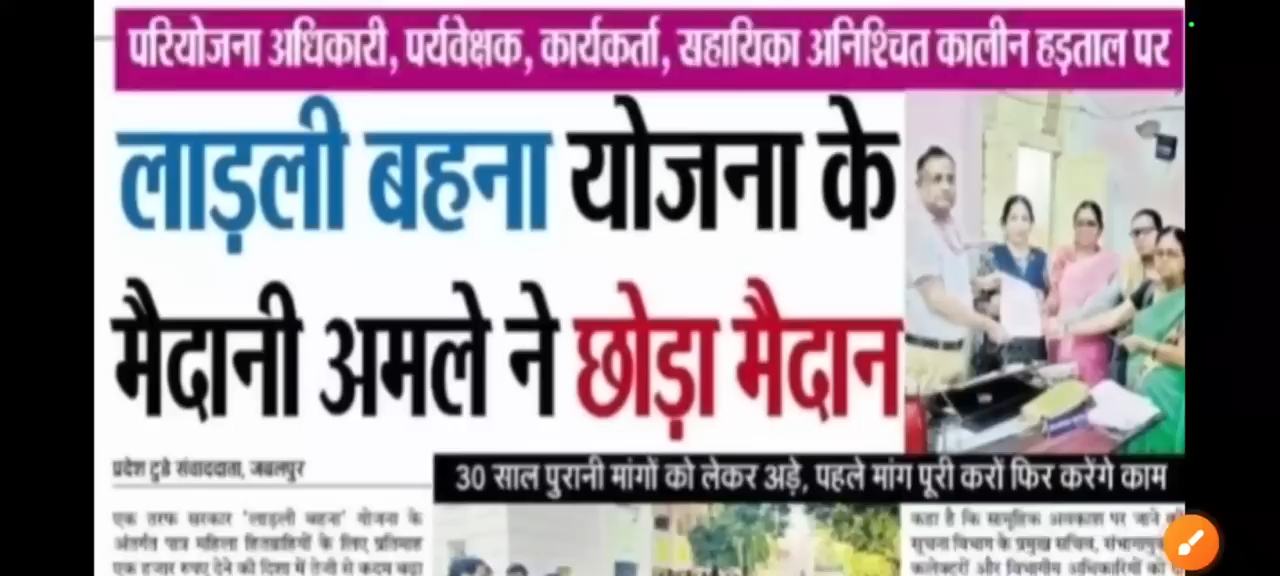 परियोजना अधिकारी, पर्यवेक्षक, कार्यकर्ता, सहायिका अनिश्चित कालीन हड़ताल पर
लाड़ली बहना योजना के
मैदानी अमले ने छोड़ा मैदान
प्रदेश टुडे संवाददाता, जबलपुर
30 साल पुरानी मांगों को लेकर अड़े, पहले मांग पूरी करों फिर करेंगे काम
एक तरफ सरकार 'लाड़ली बहना' योजना के
अंतर्गत पात्र महिला हितग्राहियों के लिए प्रतिमाह
एक हजार रुपए देने की दिशा में तेजी से कदम बढ़ा
कहा है कि सामूहिक अवकाश पर जाने की
सूचना विभाग के प्रमुख सचिव,
कलेक्टरों और विभागीय अधिकारियों को